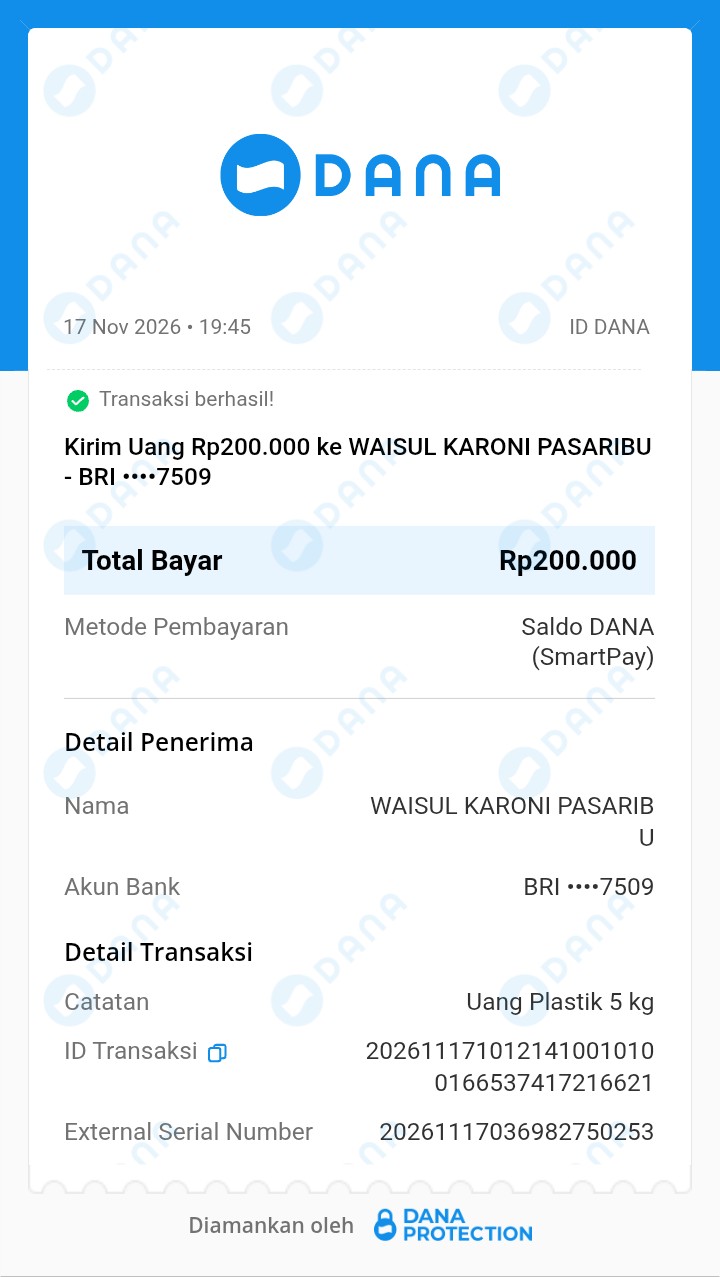 DANA
17 Nov 2026 • 19:45 ID DANA
Transaksi berhasil!
Kirim Uang Rp200.000 ke WAISUL KARONI PASARIBU
- BRI ••••7509
Total Bayar Rp200.000
Metode Pembayaran Saldo DANA
(SmartPay)
Detail Penerima
Nama WAISUL KARONI PASARIB
U
Akun Bank BRI ••••7509
Detail Transaksi
Catatan Uang Plastik 5 kg
ID Transaksi 202611171012141001010
0166537417216621
External Serial Number 20261117036982750253
Diamankan oleh DANA
PROTECTION